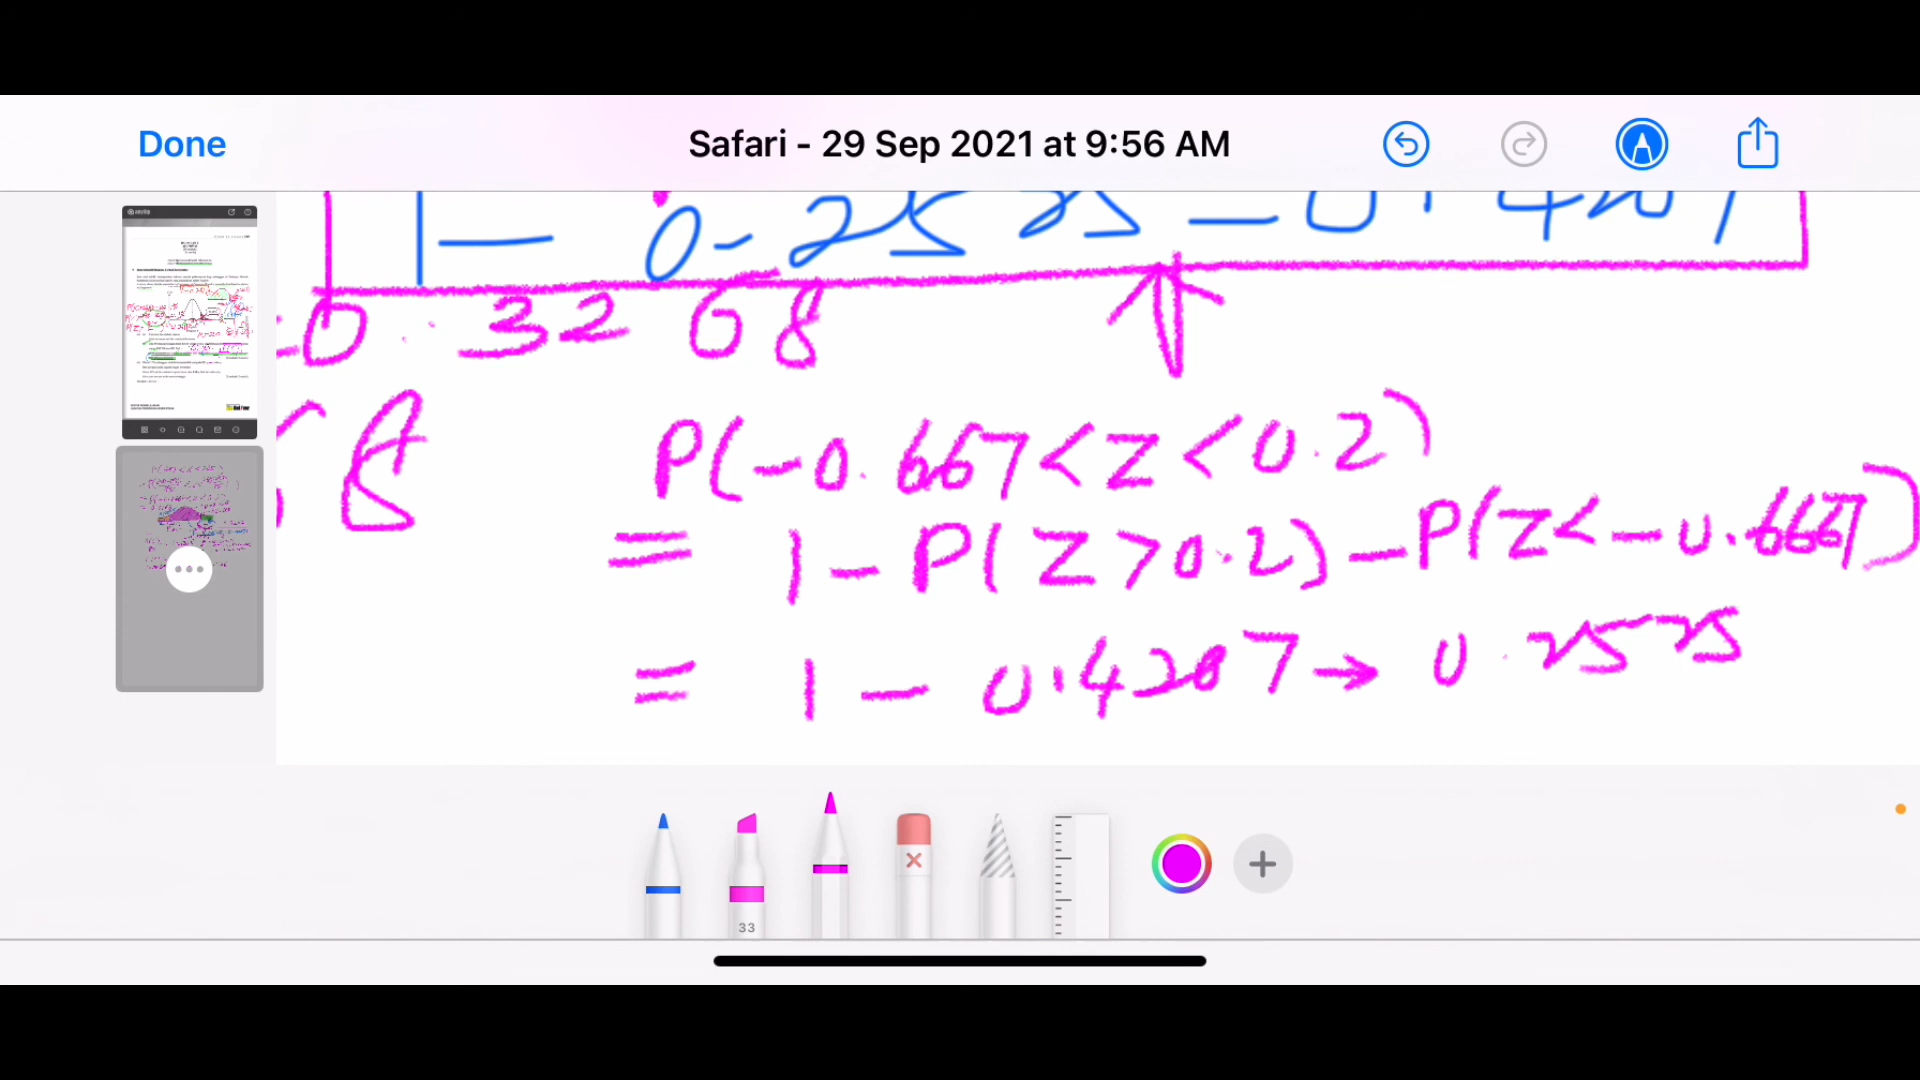 Done
Safari - 29 Sep 2021 at 9:56 AM
1 - 0.2525 - 0.4207
=0.3268
P(-0.667<Z<0.2)
= 1-P(Z>0.2)-P(Z<-0.667)
= 1 - 0.4207 → 0.2525
33